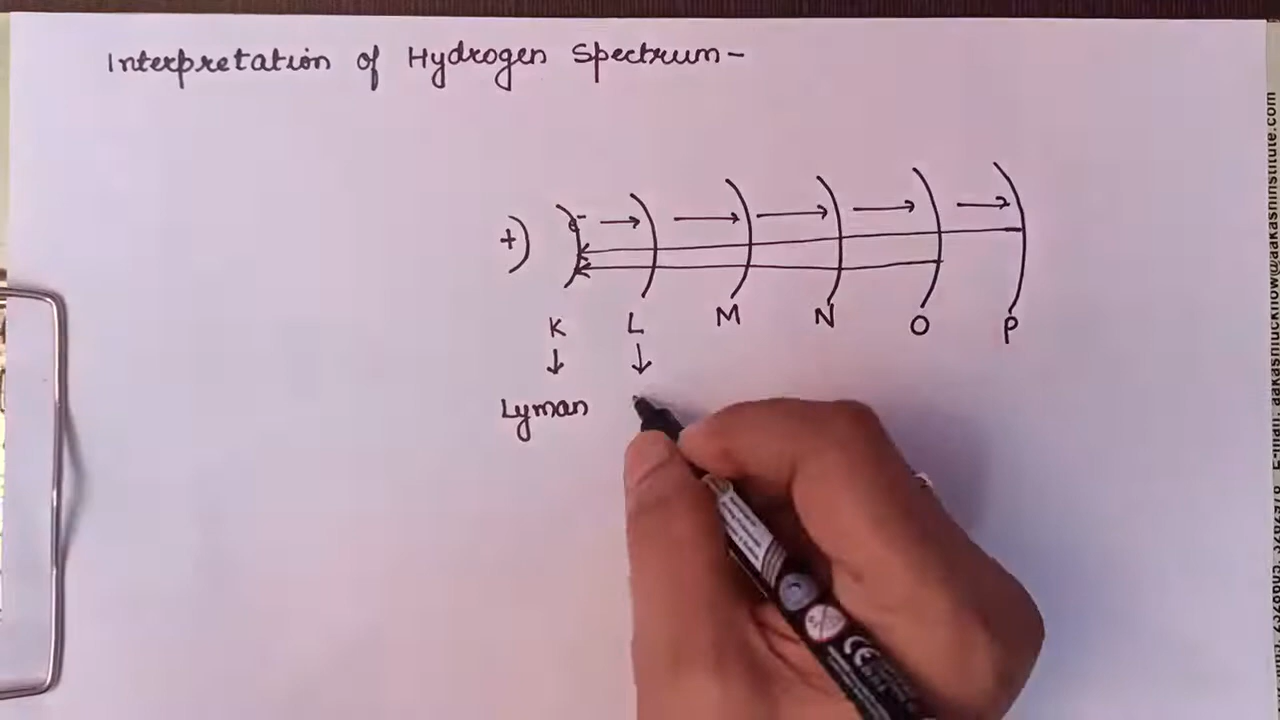 Interpretation of Hydrogen Spectrum-
+) e-
K L M N O P
Lyman